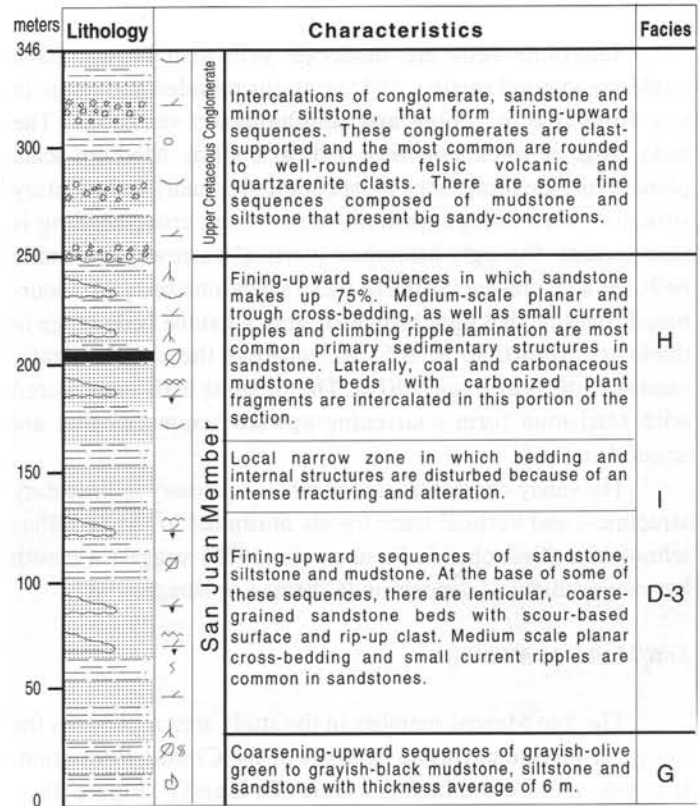 meters Lithology Characteristics Facies
346
300
250
200
150
100
50
0
Upper Cretaceous Conglomerate
San Juan Member
Intercalations of conglomerate, sandstone and
minor siltstone, that form fining-upward
sequences. These conglomerates are clast-
supported and the most common are rounded
to well-rounded felsic volcanic and
quartzarenite clasts. There are some fine
sequences composed of mudstone and
siltstone that present big sandy-concretions.
Fining-upward sequences in which sandstone
makes up 75%. Medium-scale planar and
trough cross-bedding, as well as small current
ripples and climbing ripple lamination are most
common primary sedimentary structures in
sandstone. Laterally, coal and carbonaceous
mudstone beds with carbonized plant
fragments are intercalated in this portion of the
section.
H
Local narrow zone in which bedding and
internal structures are disturbed because of an
intense fracturing and alteration.
I
Fining-upward sequences of sandstone,
siltstone and mudstone. At the base of some of
these sequences, there are lenticular, coarse-
grained sandstone beds with scour-based
surface and rip-up clast. Medium scale planar
cross-bedding and small current ripples are
common in sandstones.
D-3
Coarsening-upward sequences of grayish-olive
green to grayish-black mudstone, siltstone and
sandstone with thickness average of 6 m.
G